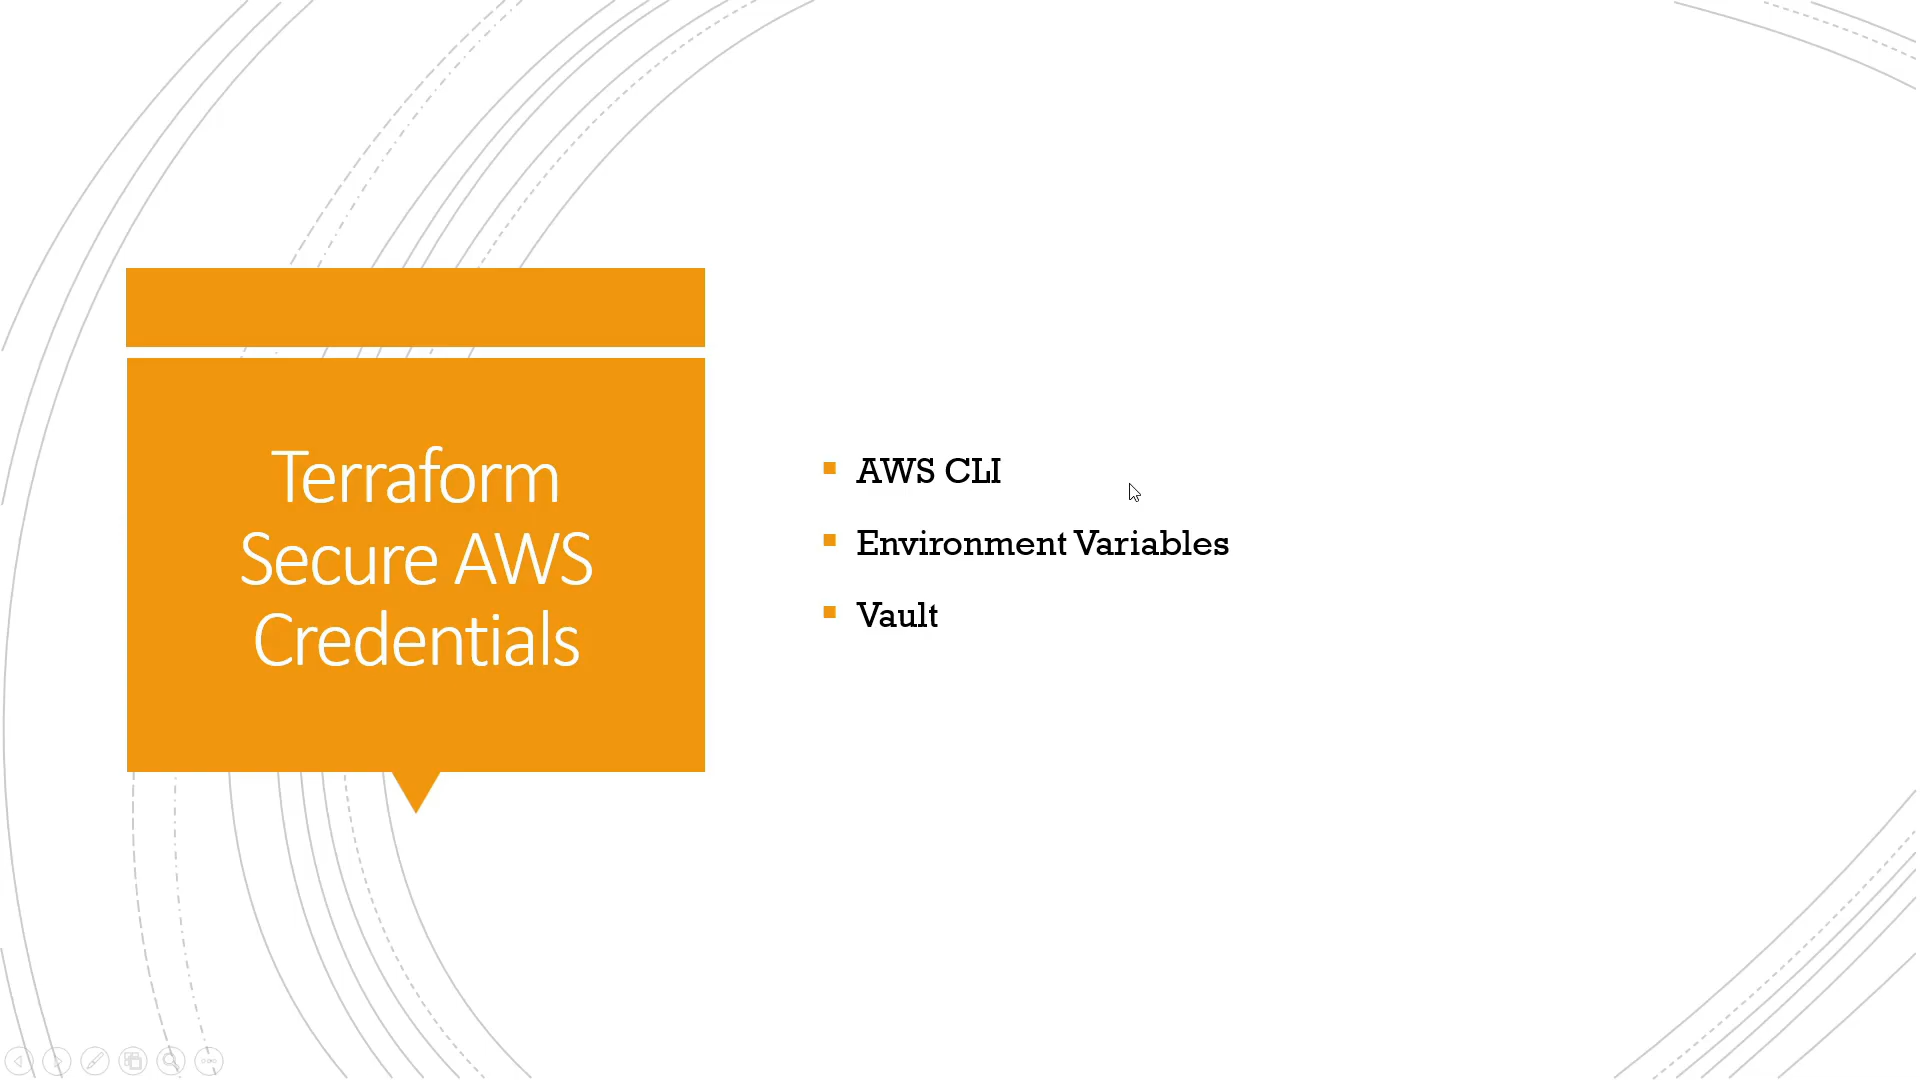 Terraform
Secure AWS
Credentials
AWS CLI
Environment Variables
Vault